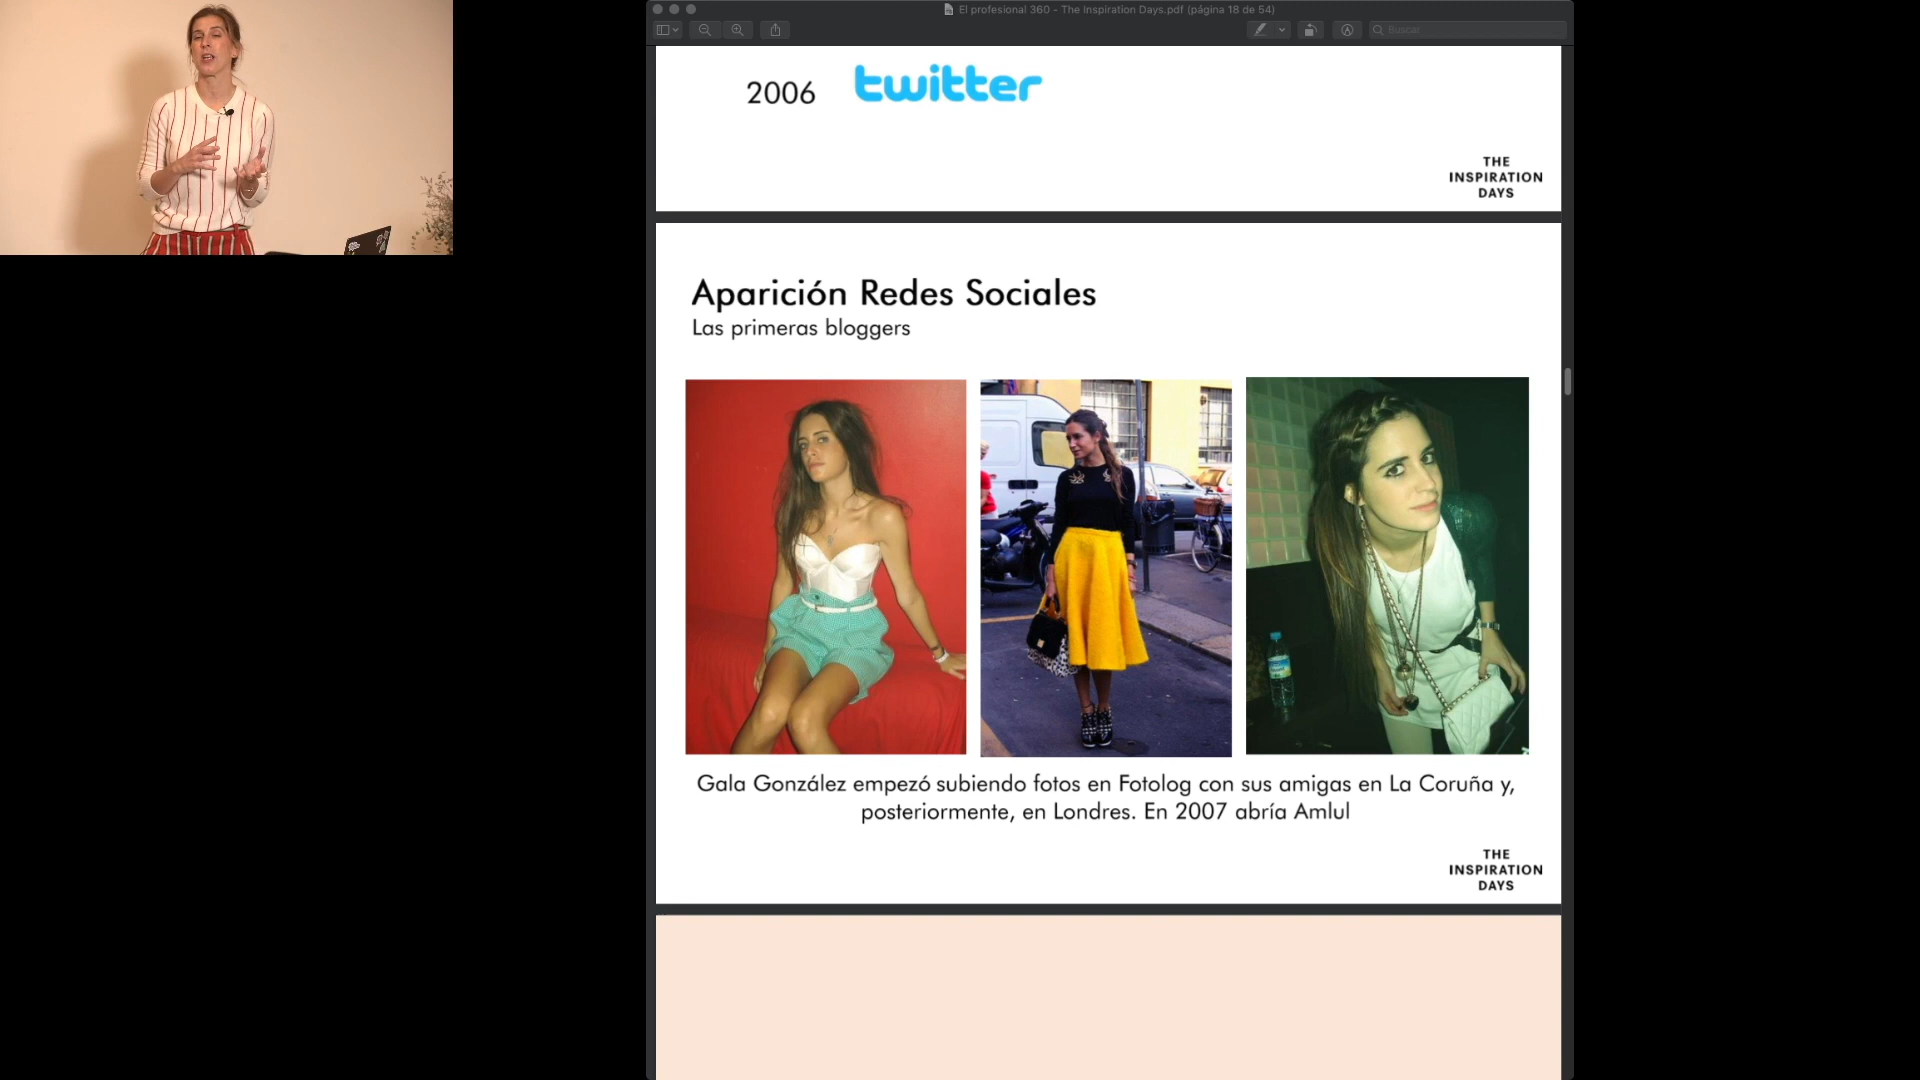 El profesional 360 - The Inspiration Days.pdf (página 18 de 54)
Buscar
2006 twitter
THE
INSPIRATION
DAYS
Aparición Redes Sociales
Las primeras bloggers
Gala González empezó subiendo fotos en Fotolog con sus amigas en La Coruña y,
posteriormente, en Londres. En 2007 abría Amlul
THE
INSPIRATION
DAYS